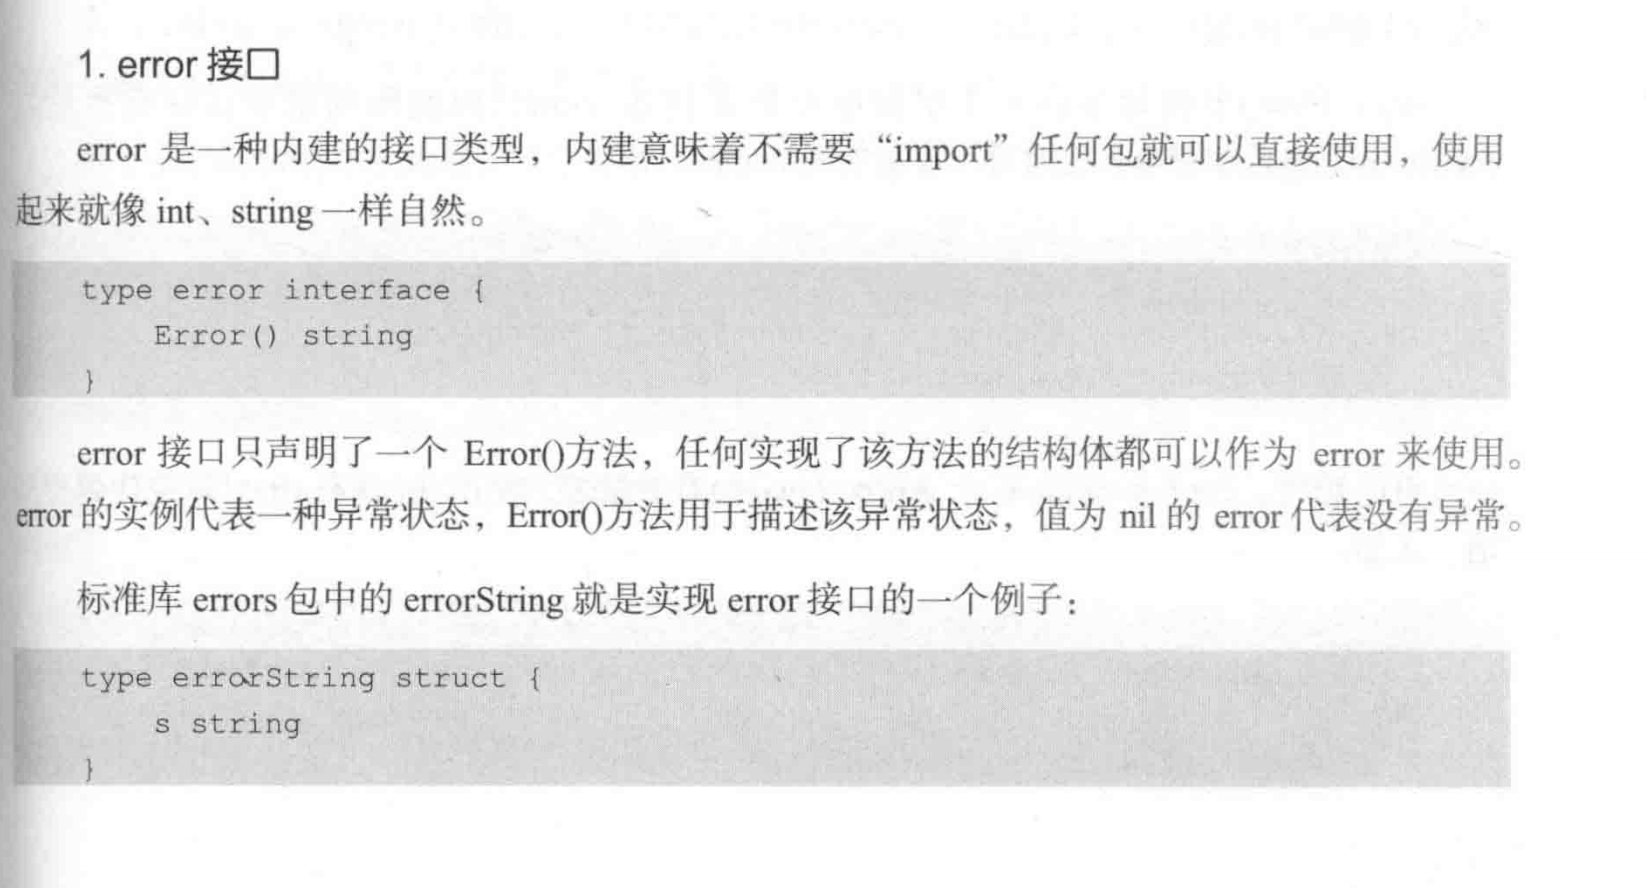 1. error 接口
error 是一种内建的接口类型，内建意味着不需要“import”任何包就可以直接使用，使用
起来就像 int、string 一样自然。
type error interface {
    Error() string
}
error 接口只声明了一个 Error()方法，任何实现了该方法的结构体都可以作为 error 来使用。
error 的实例代表一种异常状态，Error()方法用于描述该异常状态，值为 nil 的 error 代表没有异常。
标准库 errors 包中的 errorString 就是实现 error 接口的一个例子：
type errorString struct {
    s string
}